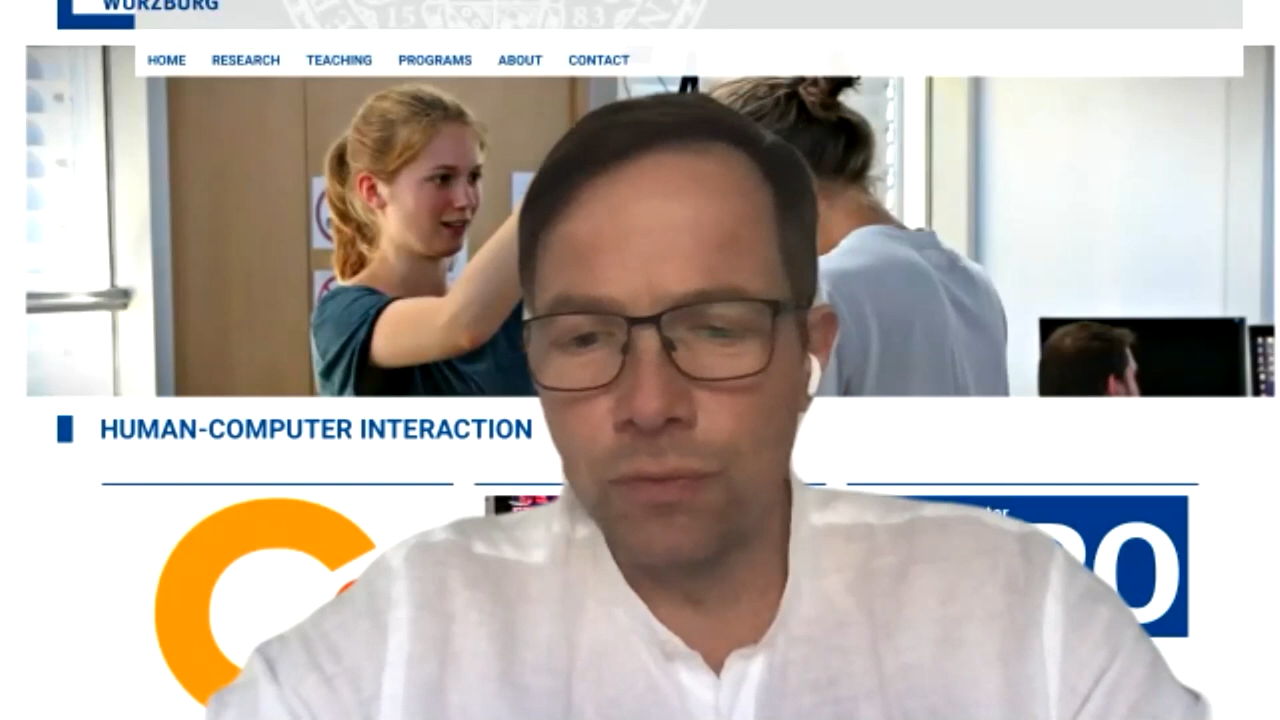 WÜRZBURG
15 83
HOME RESEARCH TEACHING PROGRAMS ABOUT CONTACT
HUMAN-COMPUTER INTERACTION